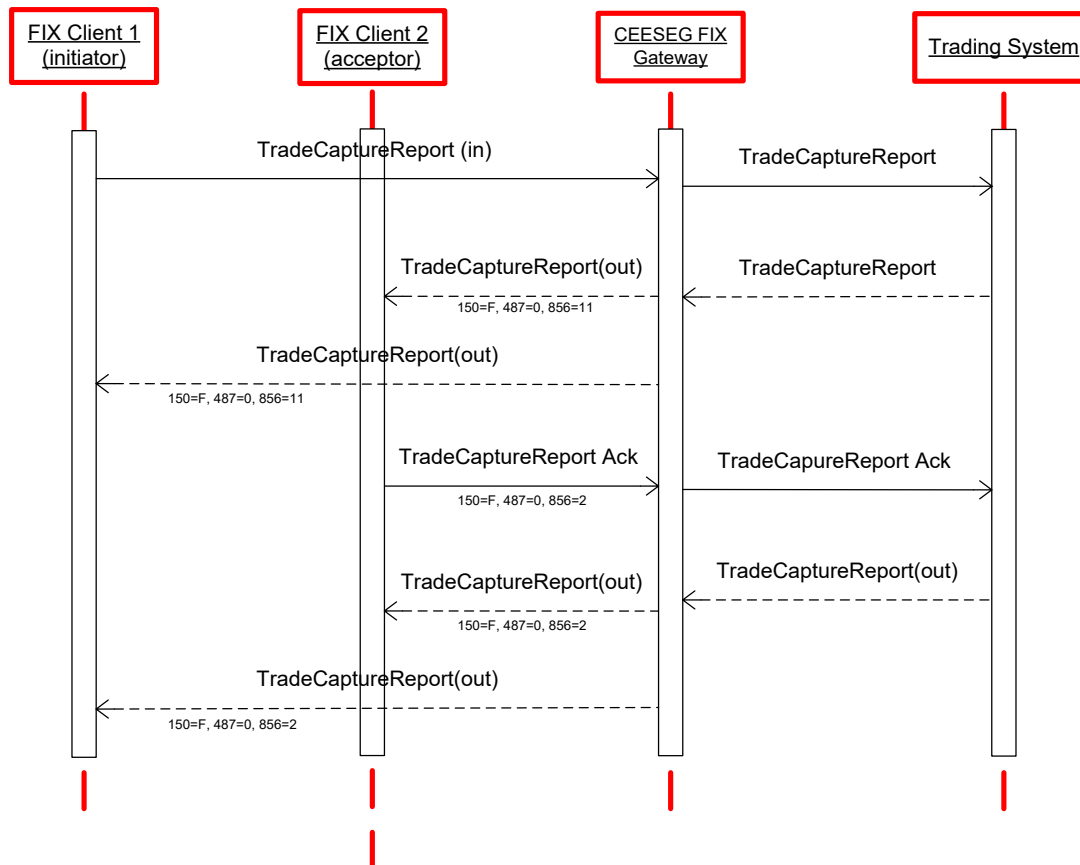 FIX Client 1
(initiator)
FIX Client 2
(acceptor)
CEESEG FIX
Gateway
Trading System
TradeCaptureReport (in)
TradeCaptureReport
TradeCaptureReport(out)
TradeCaptureReport
150=F, 487=0, 856=11
TradeCaptureReport(out)
150=F, 487=0, 856=11
TradeCaptureReport Ack
TradeCapureReport Ack
150=F, 487=0, 856=2
TradeCaptureReport(out)
TradeCaptureReport(out)
150=F, 487=0, 856=2
TradeCaptureReport(out)
150=F, 487=0, 856=2